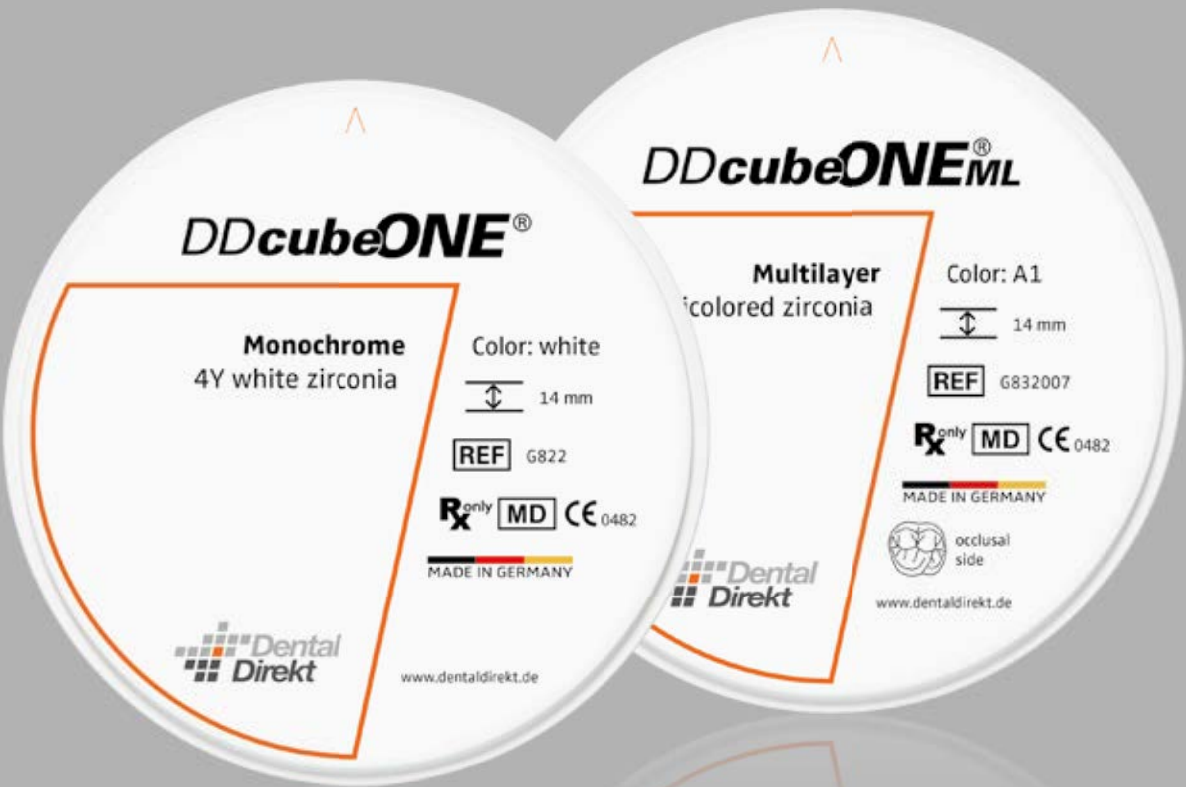 DDcubeONE®
Monochrome
4Y white zirconia
Color: white
14 mm
REF G822
Rx only MD CE 0482
MADE IN GERMANY
Dental
Direkt
www.dentaldirekt.de
DDcubeONE® ML
Multilayer
icolored zirconia
Color: A1
14 mm
REF G832007
Rx only MD CE 0482
MADE IN GERMANY
occlusal
side
Dental
Direkt
www.dentaldirekt.de